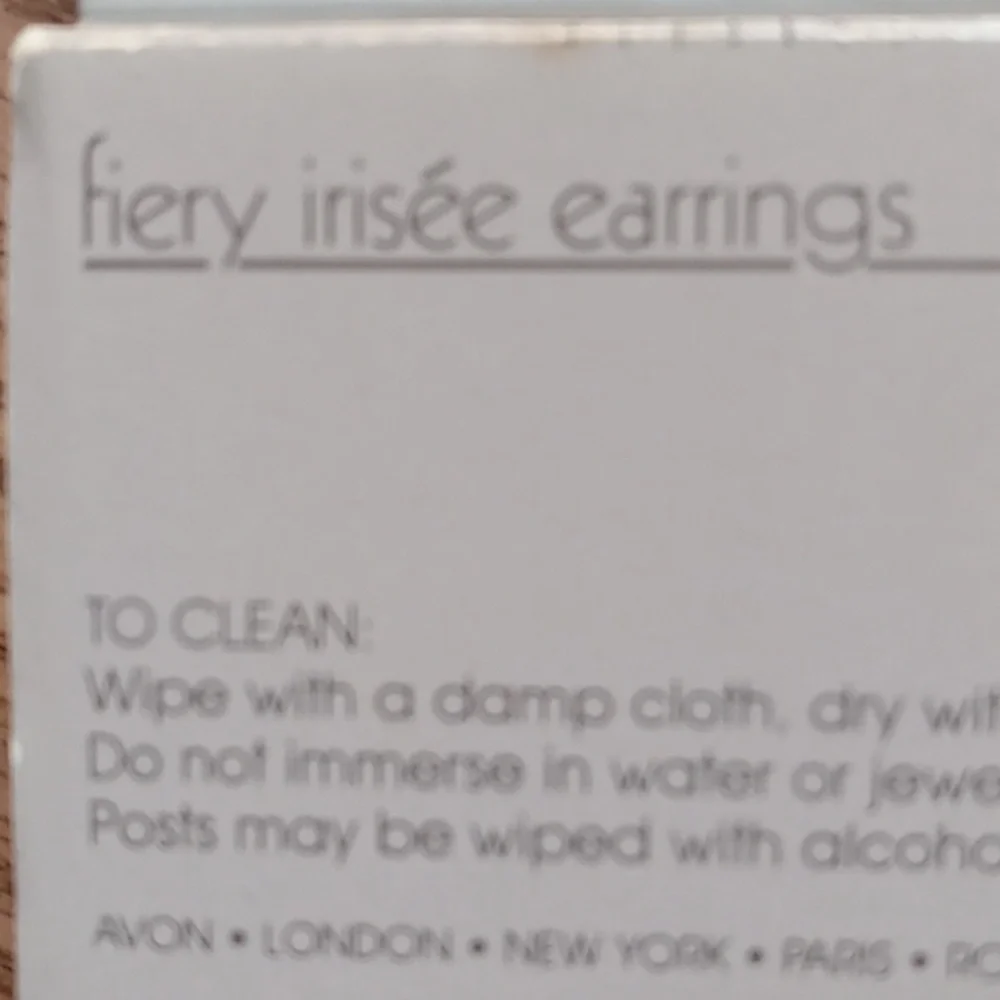 fiery irisée earrings
TO CLEAN:
Wipe with a damp cloth, dry
Do not immerse in water or
Posts may be wiped with
AVON • LONDON • NEW YORK • PARIS •